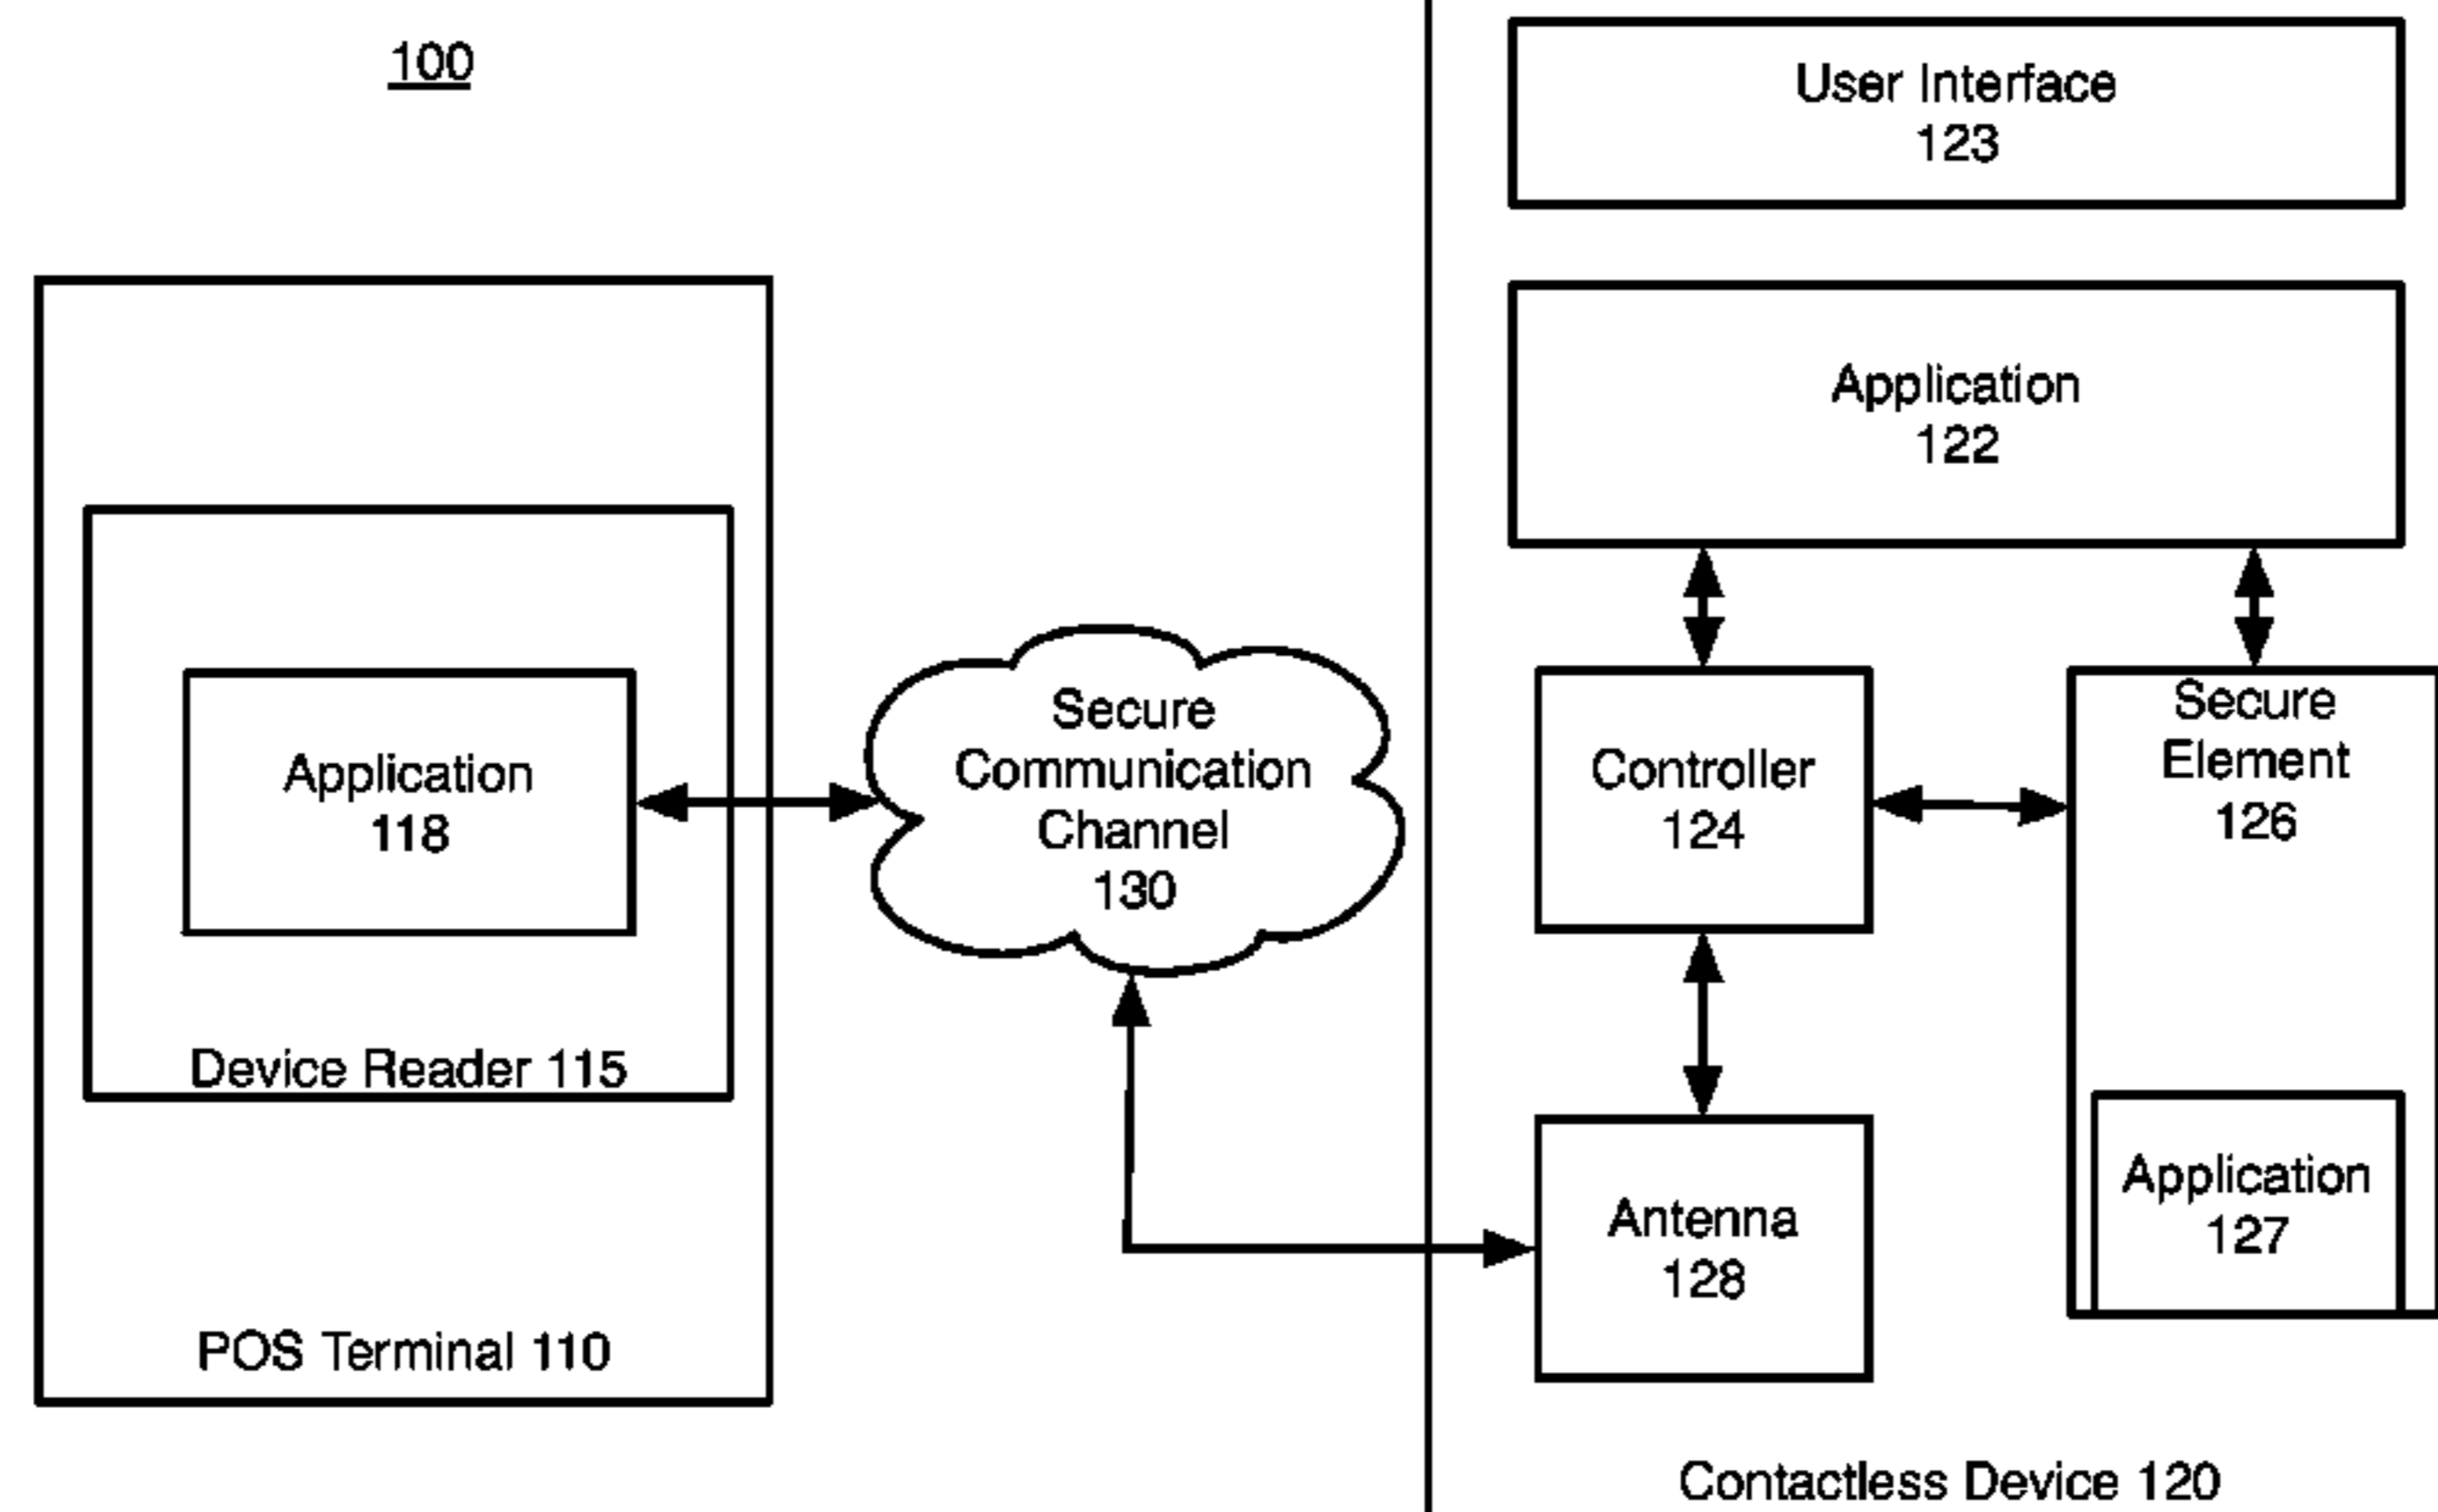 100
User Interface
123
Application
122
Application
118
Device Reader 115
POS Terminal 110
Secure
Communication
Channel
130
Controller
124
Secure
Element
126
Antenna
128
Application
127
Contactless Device 120